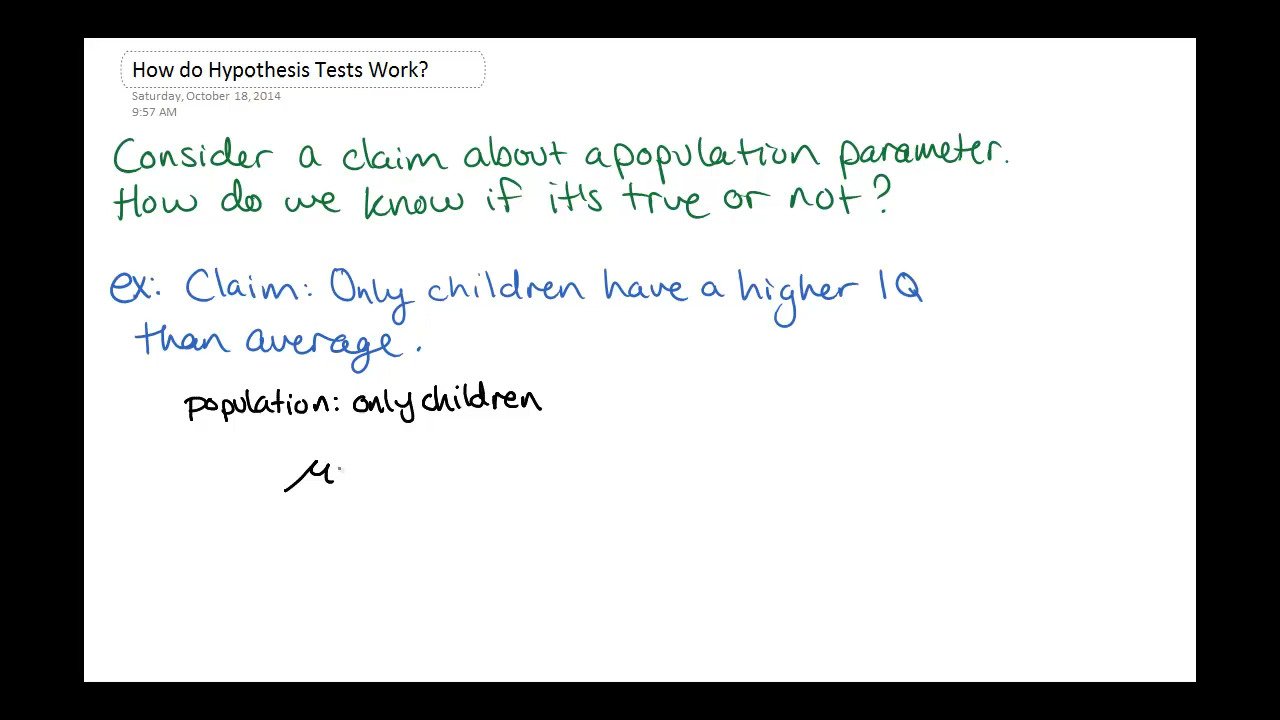 How do Hypothesis Tests Work?
Saturday, October 18, 2014
9:57 AM
Consider a claim about a population parameter.
How do we know if it's true or not?
ex: Claim: Only children have a higher IQ
than average.
population: only children
μ